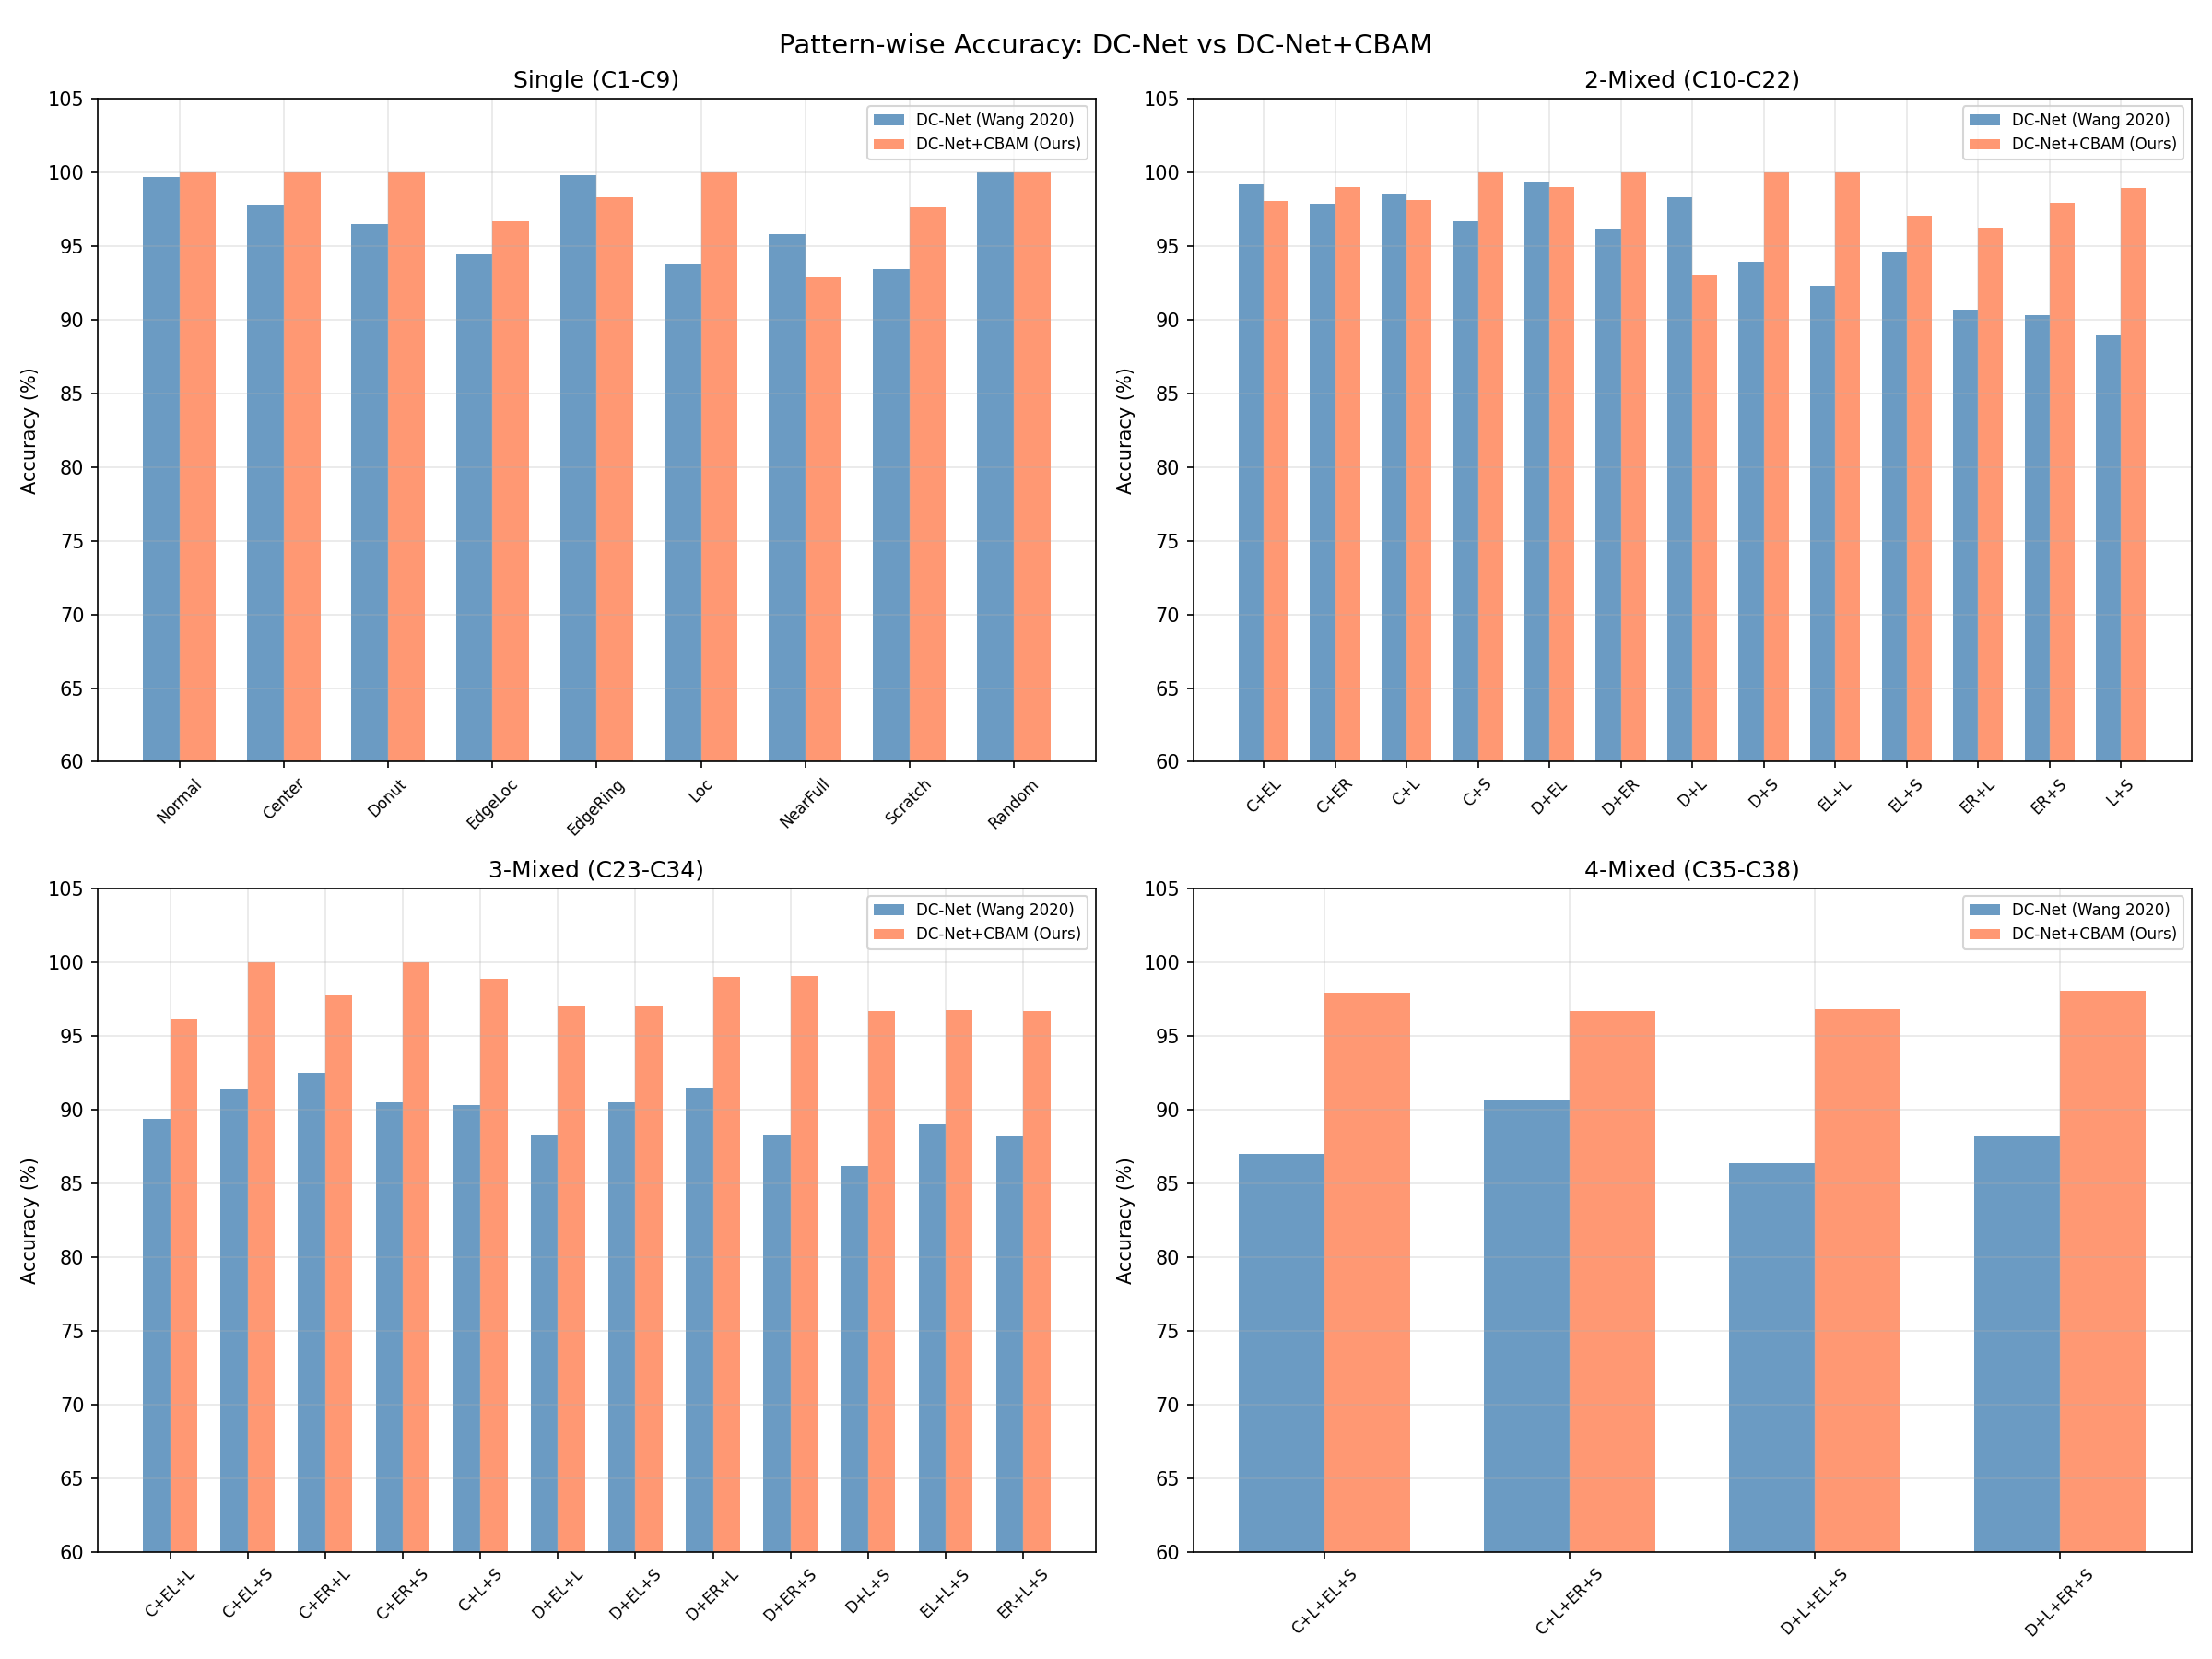 Pattern-wise Accuracy: DC-Net vs DC-Net+CBAM
Single (C1-C9)
DC-Net (Wang 2020)
DC-Net+CBAM (Ours)
Accuracy (%)
105
100
95
90
85
80
75
70
65
60
Normal
Center
Donut
EdgeLoc
EdgeRing
Loc
NearFull
Scratch
Random
2-Mixed (C10-C22)
DC-Net (Wang 2020)
DC-Net+CBAM (Ours)
Accuracy (%)
105
100
95
90
85
80
75
70
65
60
C+EL
C+ER
C+L
C+S
D+EL
D+ER
D+L
D+S
EL+L
EL+S
ER+L
ER+S
L+S
3-Mixed (C23-C34)
DC-Net (Wang 2020)
DC-Net+CBAM (Ours)
Accuracy (%)
105
100
95
90
85
80
75
70
65
60
C+EL+L
C+EL+S
C+ER+L
C+ER+S
C+L+S
D+EL+L
D+EL+S
D+ER+L
D+ER+S
D+L+S
EL+L+S
ER+L+S
4-Mixed (C35-C38)
DC-Net (Wang 2020)
DC-Net+CBAM (Ours)
Accuracy (%)
105
100
95
90
85
80
75
70
65
60
C+L+EL+S
C+L+ER+S
D+L+EL+S
D+L+ER+S